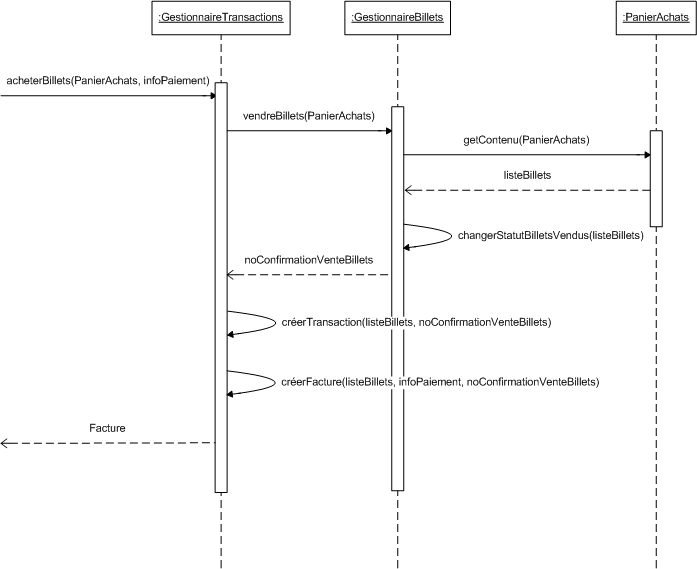 :GestionnaireTransactions
:GestionnaireBillets
:PanierAchats
acheterBillets(PanierAchats, infoPaiement)
vendreBillets(PanierAchats)
getContenu(PanierAchats)
listeBillets
changerStatutBilletsVendus(listeBillets)
noConfirmationVenteBillets
créerTransaction(listeBillets, noConfirmationVenteBillets)
créerFacture(listeBillets, infoPaiement, noConfirmationVenteBillets)
Facture